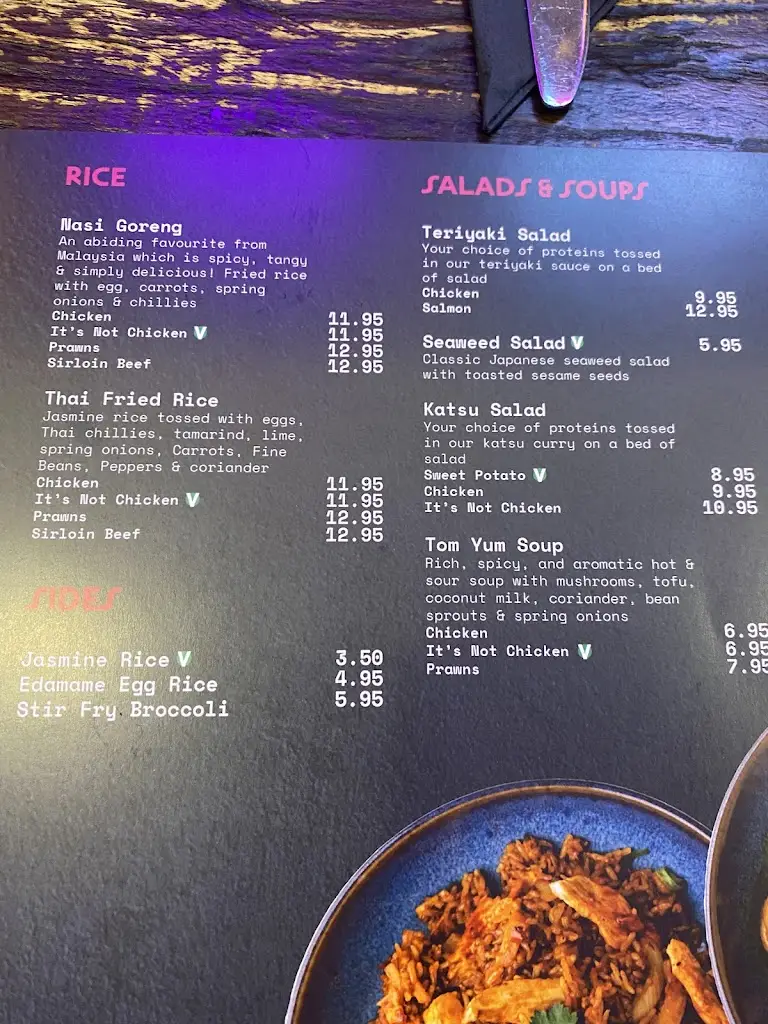 RICE
Nasi Goreng
An abiding favourite from
Malaysia which is spicy, tangy
& simply delicious! Fried rice
with egg, carrots, spring
onions & chillies
Chicken 11.95
It's Not Chicken V 11.95
Prawns 12.95
Sirloin Beef 12.95
Thai Fried Rice
Jasmine rice tossed with eggs,
Thai chillies, tamarind, lime,
spring onions, Carrots, Fine
Beans, Peppers & coriander
Chicken 11.95
It's Not Chicken V 11.95
Prawns 12.95
Sirloin Beef 12.95
SIDES
Jasmine Rice V 3.50
Edamame Egg Rice 4.95
Stir Fry Broccoli 5.95
SALADS & SOUPS
Teriyaki Salad
Your choice of proteins tossed
in our teriyaki sauce on a bed
of salad
Chicken 9.95
Salmon 12.95
Seaweed Salad V 5.95
Classic Japanese seaweed salad
with toasted sesame seeds
Katsu Salad
Your choice of proteins tossed
in our katsu curry on a bed of
salad
Sweet Potato V 8.95
Chicken 9.95
It's Not Chicken 10.95
Tom Yum Soup
Rich, spicy, and aromatic hot &
sour soup with mushrooms, tofu,
coconut milk, coriander, bean
sprouts & spring onions
Chicken 6.95
It's Not Chicken V 6.95
Prawns 7.95